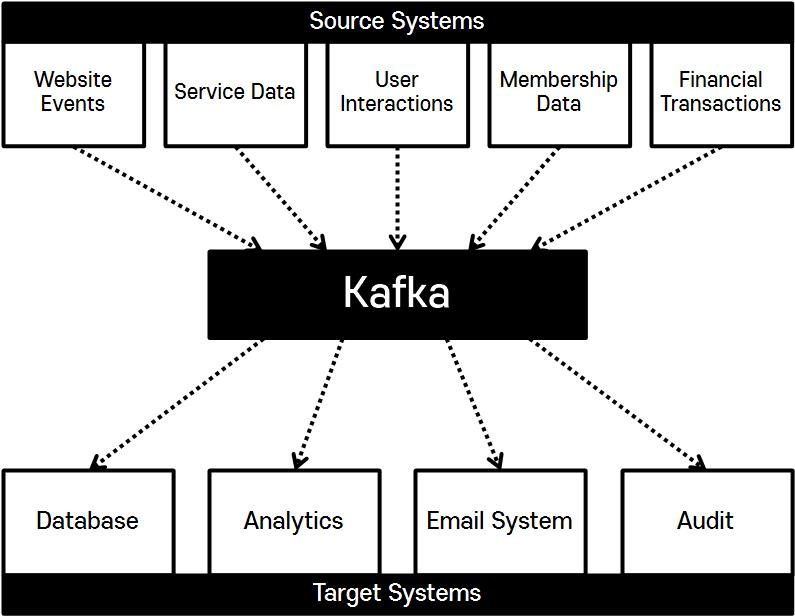 Source Systems
Website
Events
Service Data
User
Interactions
Membership
Data
Financial
Transactions
Kafka
Database
Analytics
Email System
Audit
Target Systems